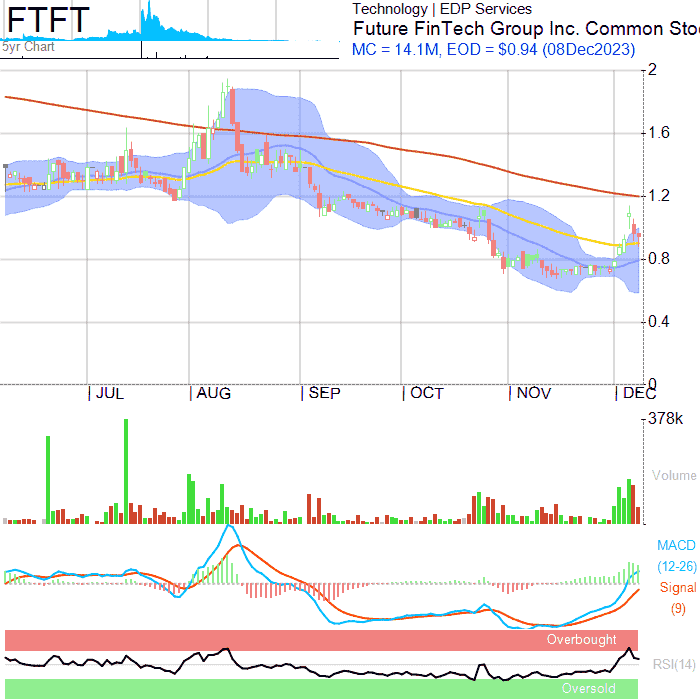 FTFT
5yr Chart
Technology | EDP Services
Future FinTech Group Inc. Common Sto
MC = 14.1M, EOD = $0.94 (08Dec2023)
2
1.6
1.2
0.8
0.4
0
JUL AUG SEP OCT NOV DEC
378k
Volume
MACD
(12-26)
Signal
(9)
Overbought
RSI(14)
Oversold